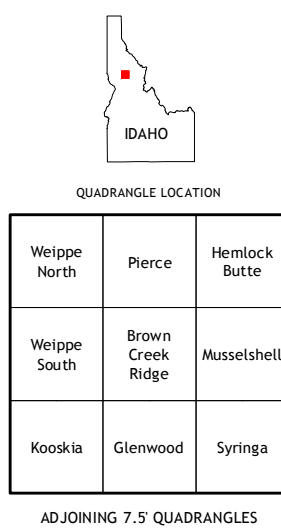 IDAHO
QUADRANGLE LOCATION
Weippe
North
Pierce
Hemlock
Butte
Weippe
South
Brown
Creek
Ridge
Musselshell
Kooskia
Glenwood
Syringa
ADJOINING 7.5' QUADRANGLES